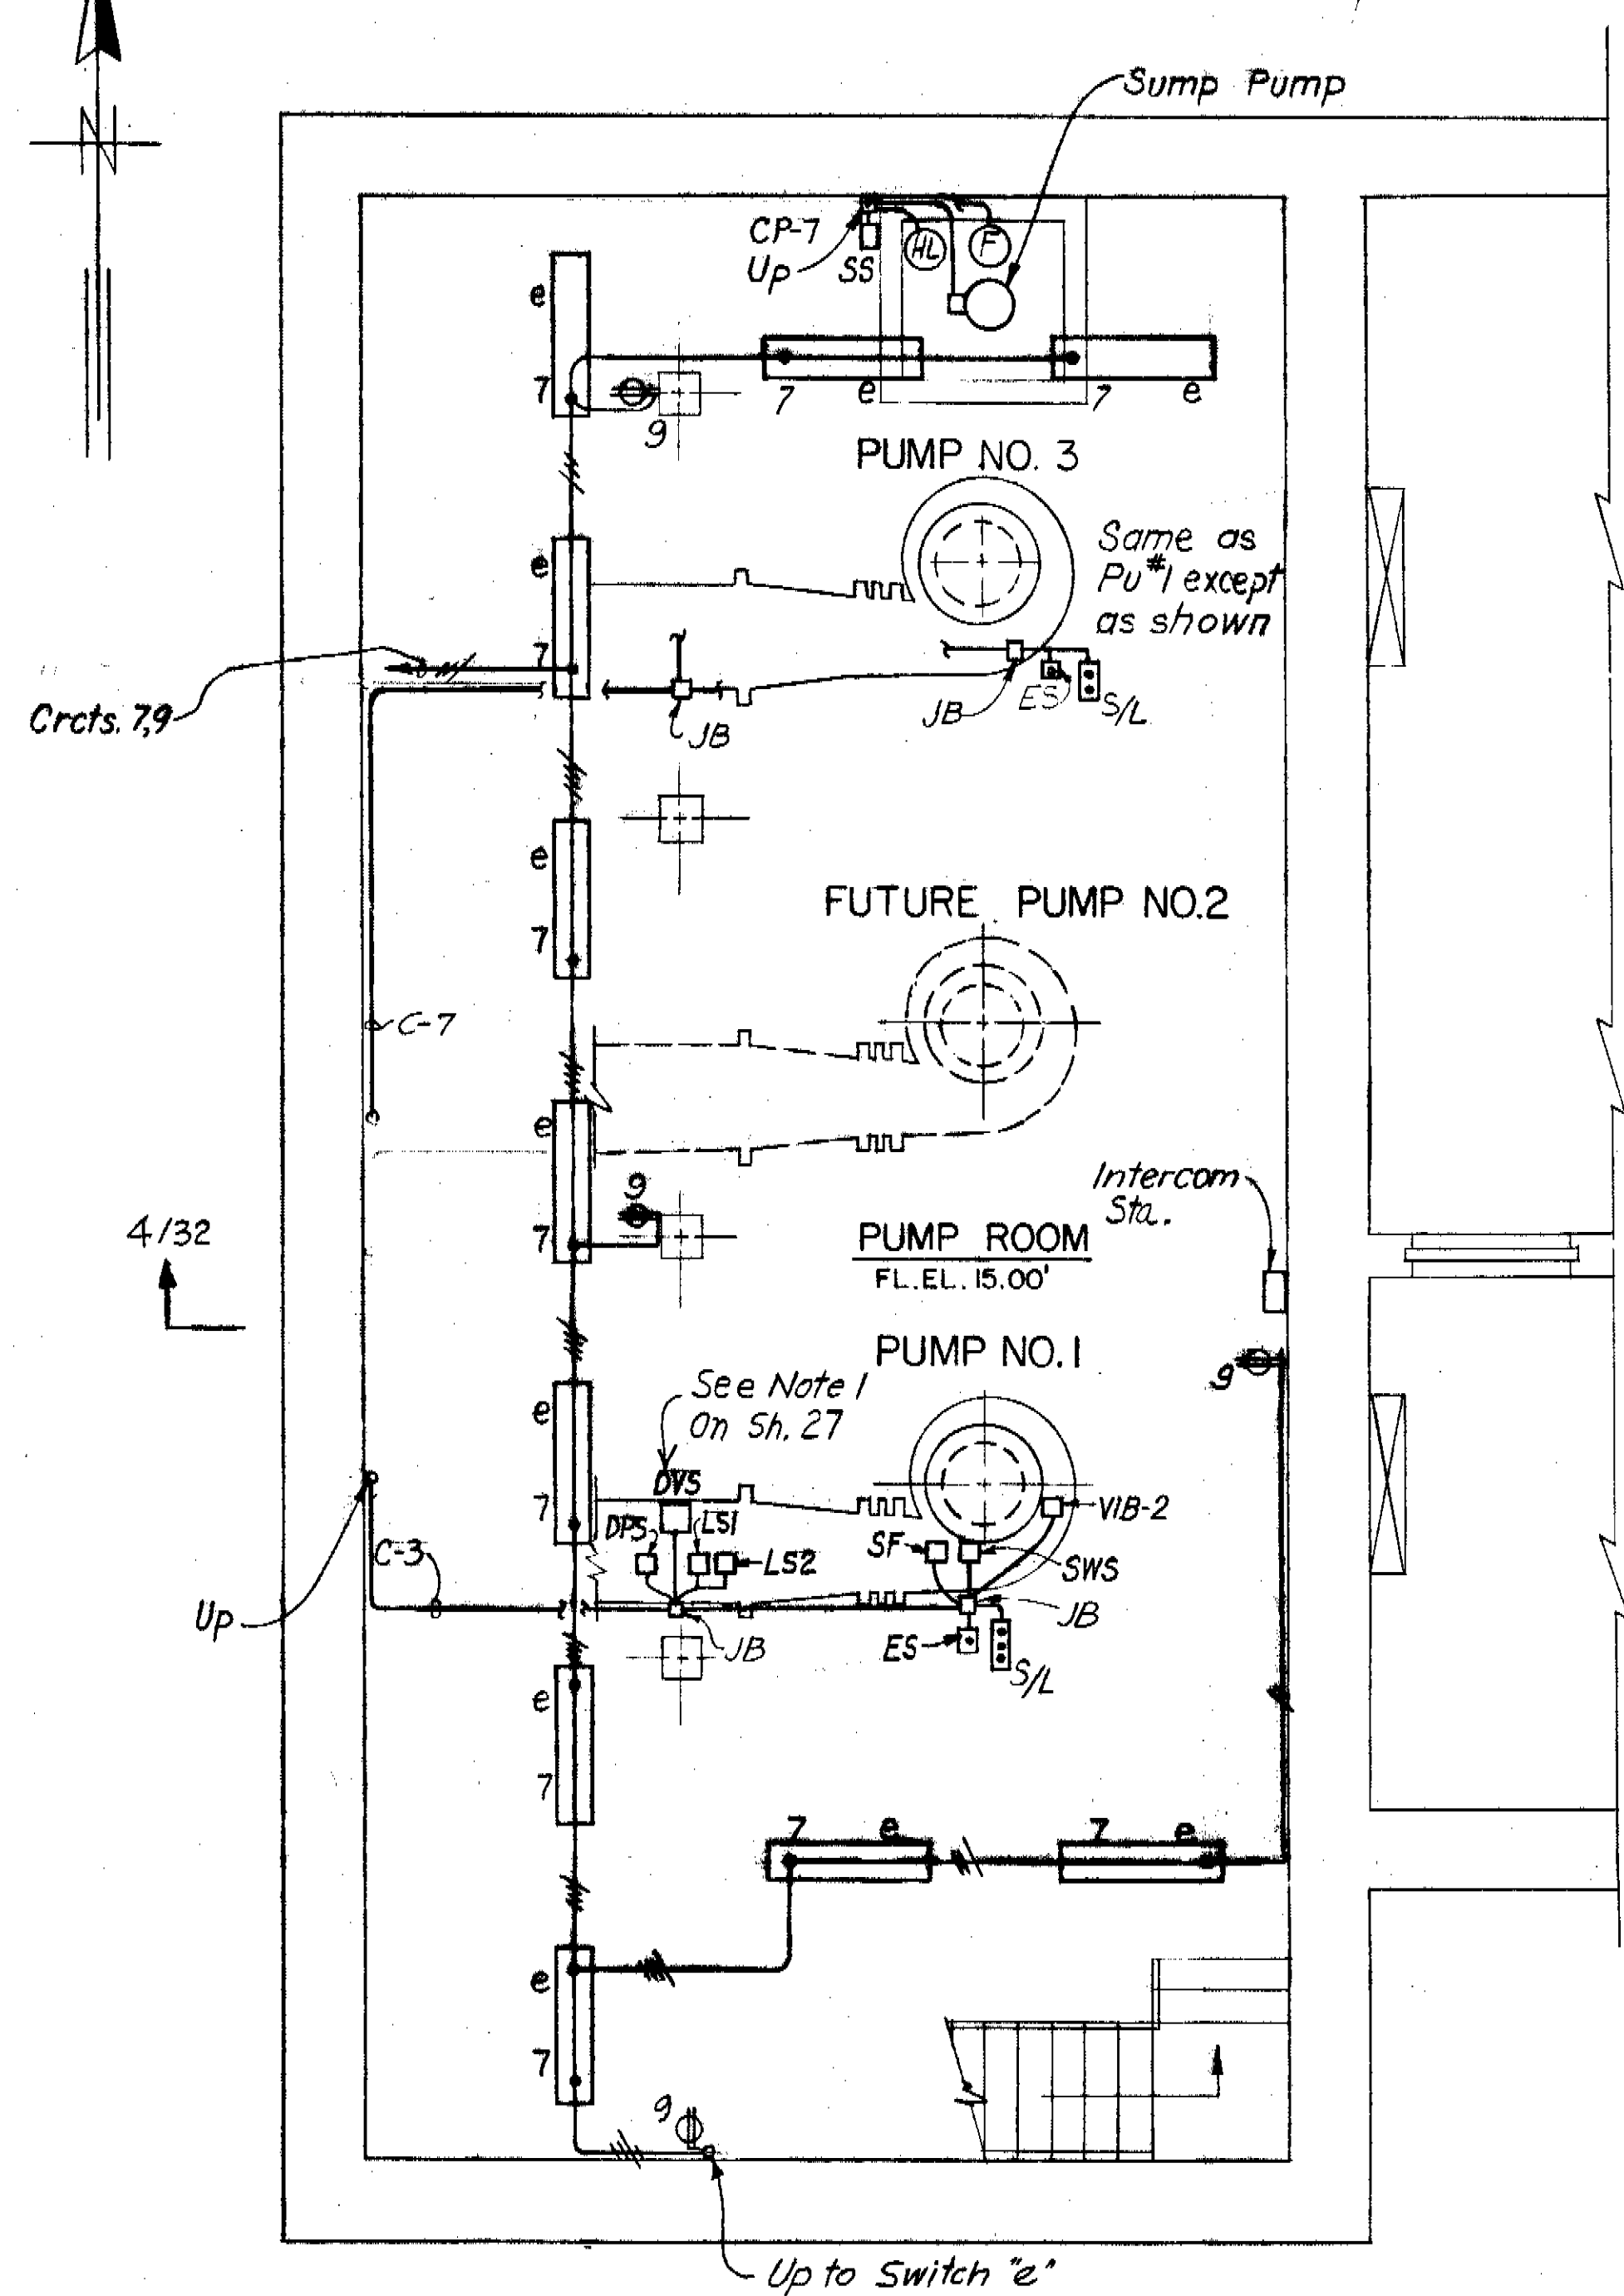 N
Sump Pump
CP-7
Up
SS
HL
F
e
7
7
e
7
e
9
PUMP NO. 3
Same as
Pu #1 except
as shown
e
7
Crcts. 7,9
JB
JB
ES
S/L
e
7
FUTURE PUMP NO.2
C-7
e
9
7
Intercom
Sta.
4/32
PUMP ROOM
FL.EL. 15.00'
PUMP NO.1
9
See Note 1
On Sh. 27
e
7
DVS
DPS
LS1
LS2
VIB-2
SF
SWS
C-3
Up
JB
JB
ES
S/L
e
7
7
e
7
e
e
7
9
Up to Switch "e"